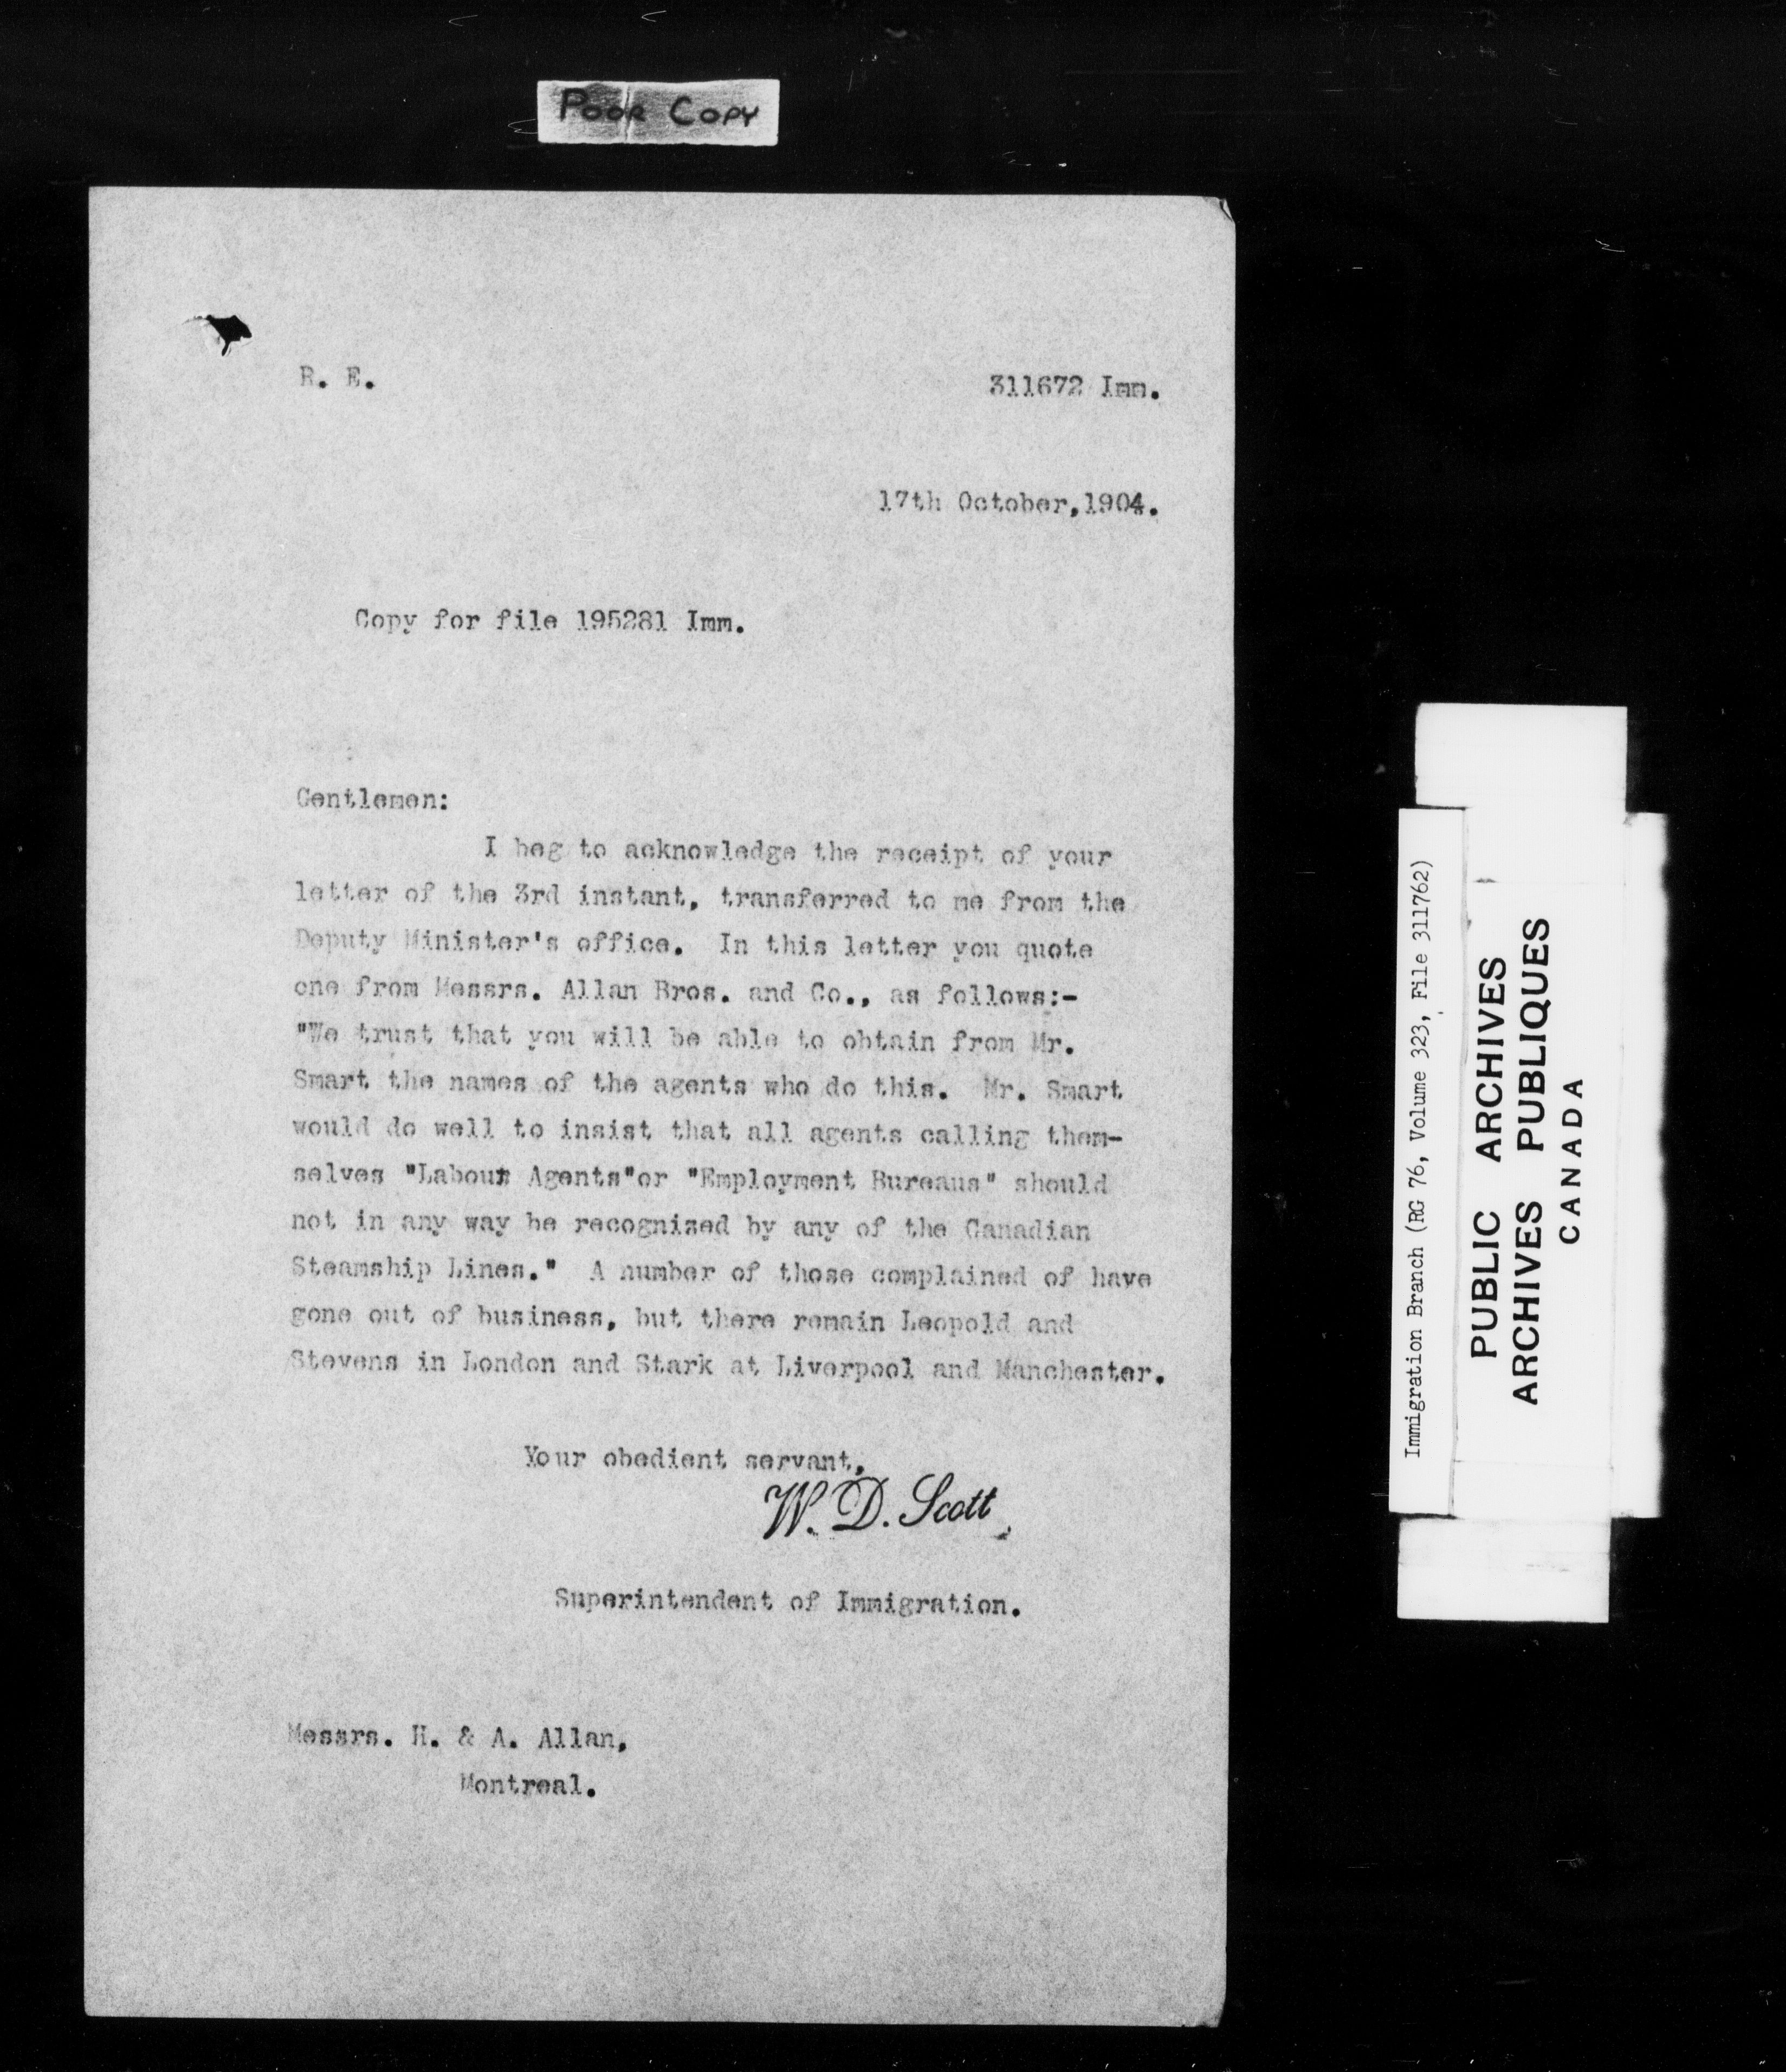 POOR COPY
R. E.
311672 Imm.
17th October,1904.
Copy for file 195281 Imm.
Gentlemen:
I beg to acknowledge the receipt of your
letter of the 3rd instant, transferred to me from the
Deputy Minister's office. In this letter you quote
one from Messrs. Allan Bros. and Co., as follows:-
"We trust that you will be able to obtain from Mr.
Smart the names of the agents who do this. Mr. Smart
would do well to insist that all agents calling them-
selves "Labour Agents"or "Employment Bureaus" should
not in any way be recognized by any of the Canadian
Steamship Lines." A number of those complained of have
gone out of business, but there remain Leopold and
Stevens in London and Stark at Liverpool and Manchester.
Your obedient servant,
W. D. Scott
Superintendent of Immigration.
Messrs. H. & A. Allan,
Montreal.
Immigration Branch (RG 76, Volume 323, File 311762)
PUBLIC ARCHIVES
ARCHIVES PUBLIQUES
CANADA